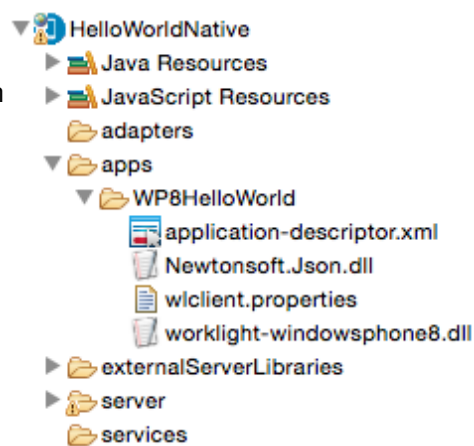 HelloWorldNative
Java Resources
JavaScript Resources
adapters
apps
WP8HelloWorld
application-descriptor.xml
Newtonsoft.Json.dll
wlclient.properties
worklight-windowsphone8.dll
externalServerLibraries
server
services